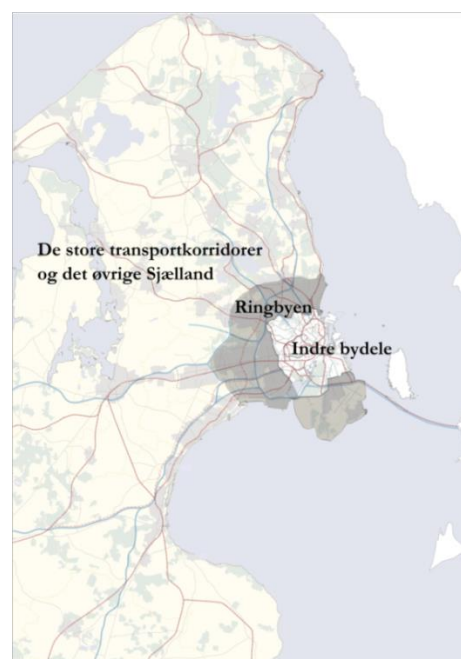 De store transportkorridorer
og det øvrige Sjælland
Ringbyen
Indre bydele